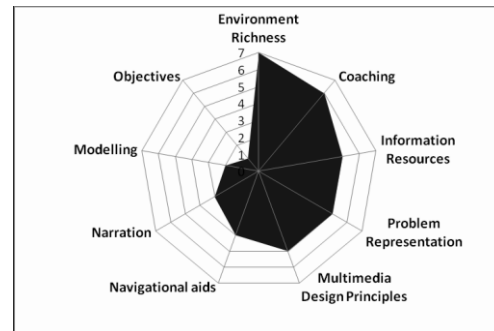 Environment
Richness
7
6
5
4
3
2
1
0
Coaching
Information
Resources
Problem
Representation
Multimedia
Design Principles
Navigational aids
Narration
Modelling
Objectives